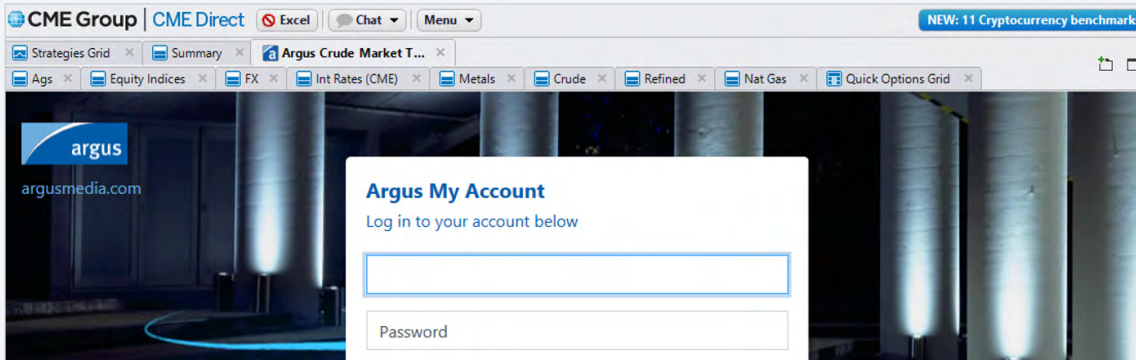 CME Group | CME Direct Excel Chat Menu NEW: 11 Cryptocurrency benchmark
Strategies Grid Summary a Argus Crude Market T...
Ags Equity Indices FX Int Rates (CME) Metals Crude Refined Nat Gas Quick Options Grid
argus
argusmedia.com
Argus My Account
Log in to your account below
Password